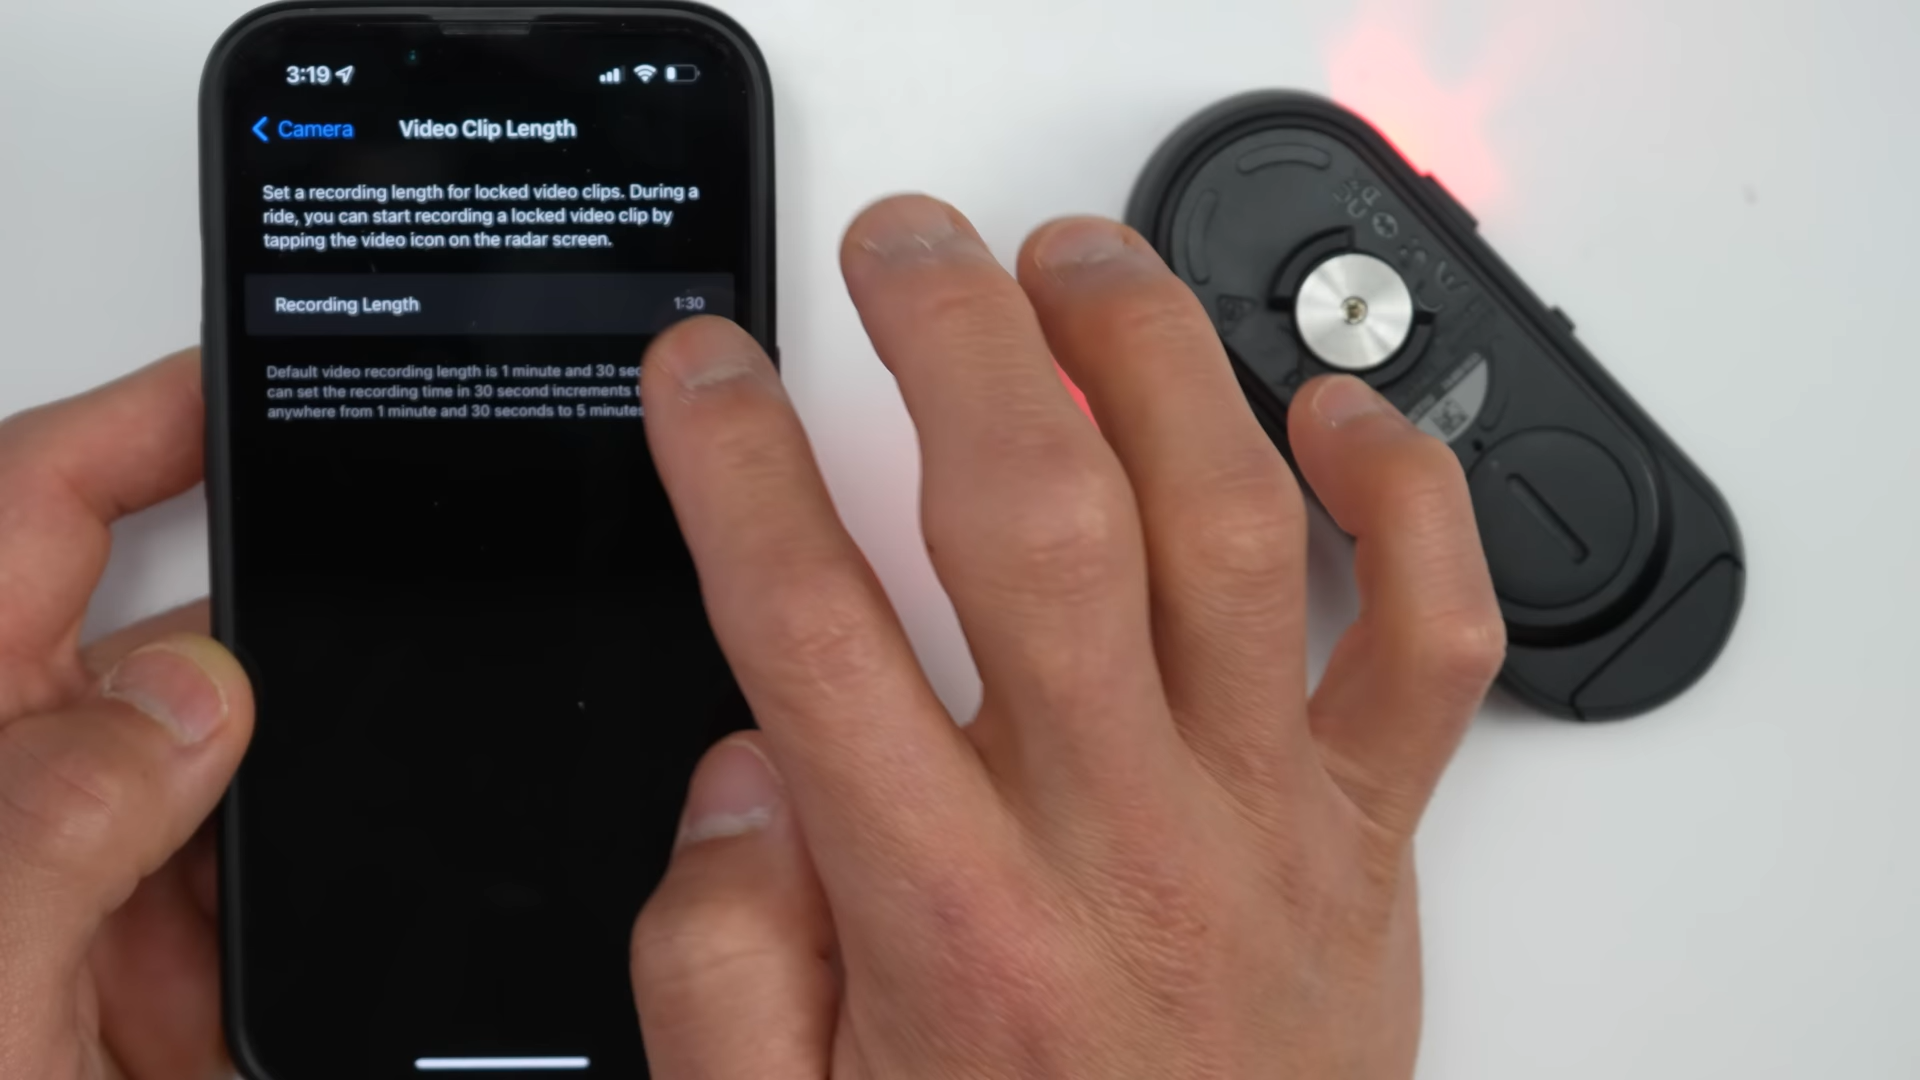 3:19
Camera
Video Clip Length
Set a recording length for locked video clips. During a
ride, you can start recording a locked video clip by
tapping the video icon on the radar screen.
Recording Length 1:30
Default video recording length is 1 minute and 30
can set the recording time in 30 second increments
anywhere from 1 minute and 30 seconds to 5 minutes